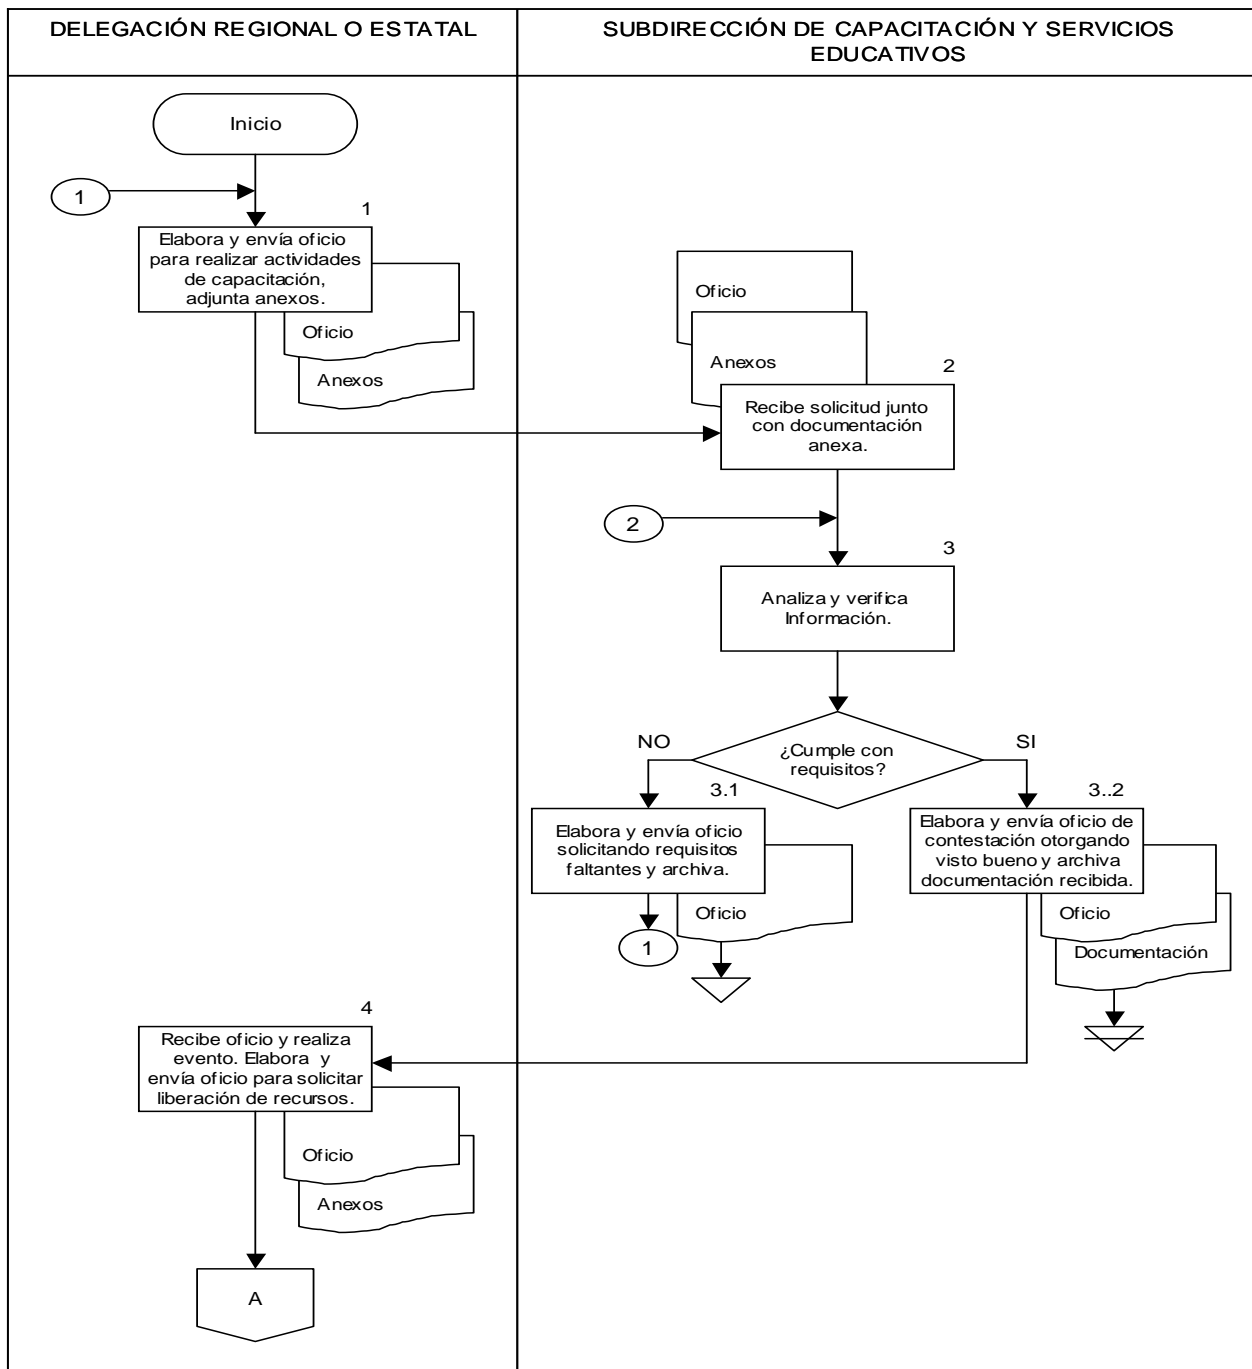 DELEGACIÓN REGIONAL O ESTATAL
SUBDIRECCIÓN DE CAPACITACIÓN Y SERVICIOS
EDUCATIVOS
Inicio
1
1
Elabora y envía oficio
para realizar actividades
de capacitación,
adjunta anexos.
Oficio
Anexos
Oficio
Anexos
2
Recibe solicitud junto
con documentación
anexa.
2
3
Analiza y verifica
Información.
¿Cumple con
requisitos?
NO
SI
3.1
Elabora y envía oficio
solicitando requisitos
faltantes y archiva.
Oficio
1
3..2
Elabora y envía oficio de
contestación otorgando
visto bueno y archiva
documentación recibida.
Oficio
Documentación
4
Recibe oficio y realiza
evento. Elabora y
envía oficio para solicitar
liberación de recursos.
Oficio
Anexos
A